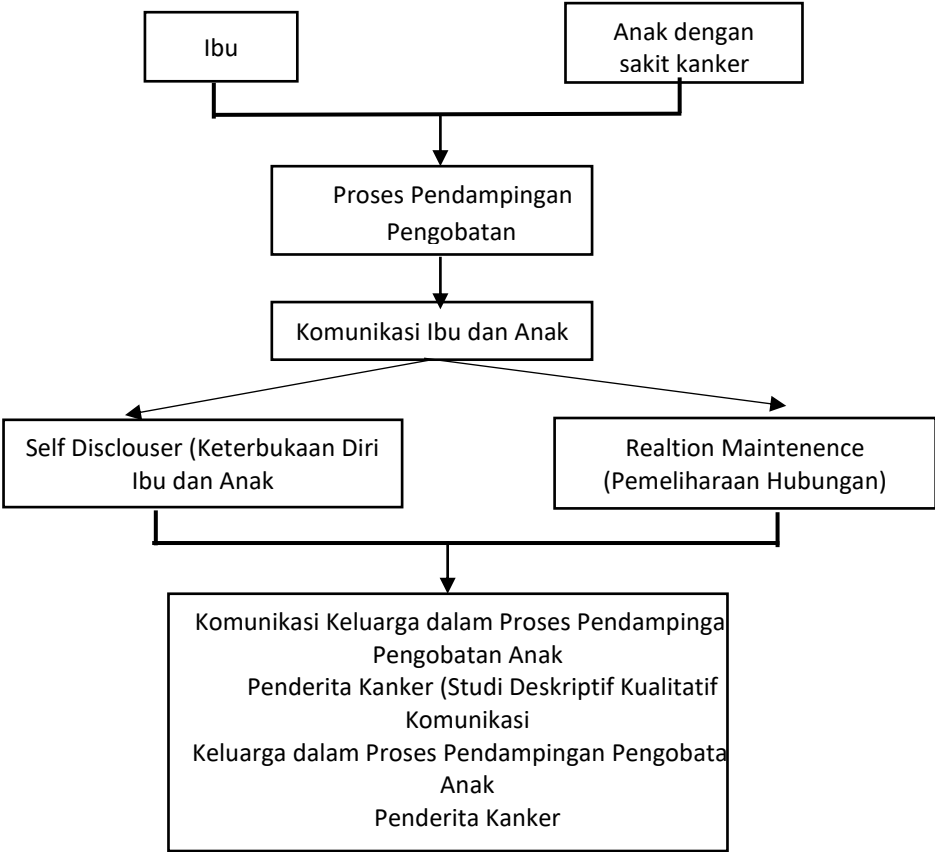 Ibu
Anak dengan
sakit kanker
Proses Pendampingan
Pengobatan
Komunikasi Ibu dan Anak
Self Disclouser (Keterbukaan Diri
Ibu dan Anak
Realtion Maintenence
(Pemeliharaan Hubungan)
Komunikasi Keluarga dalam Proses Pendampinga
Pengobatan Anak
Penderita Kanker (Studi Deskriptif Kualitatif
Komunikasi
Keluarga dalam Proses Pendampingan Pengobata
Anak
Penderita Kanker